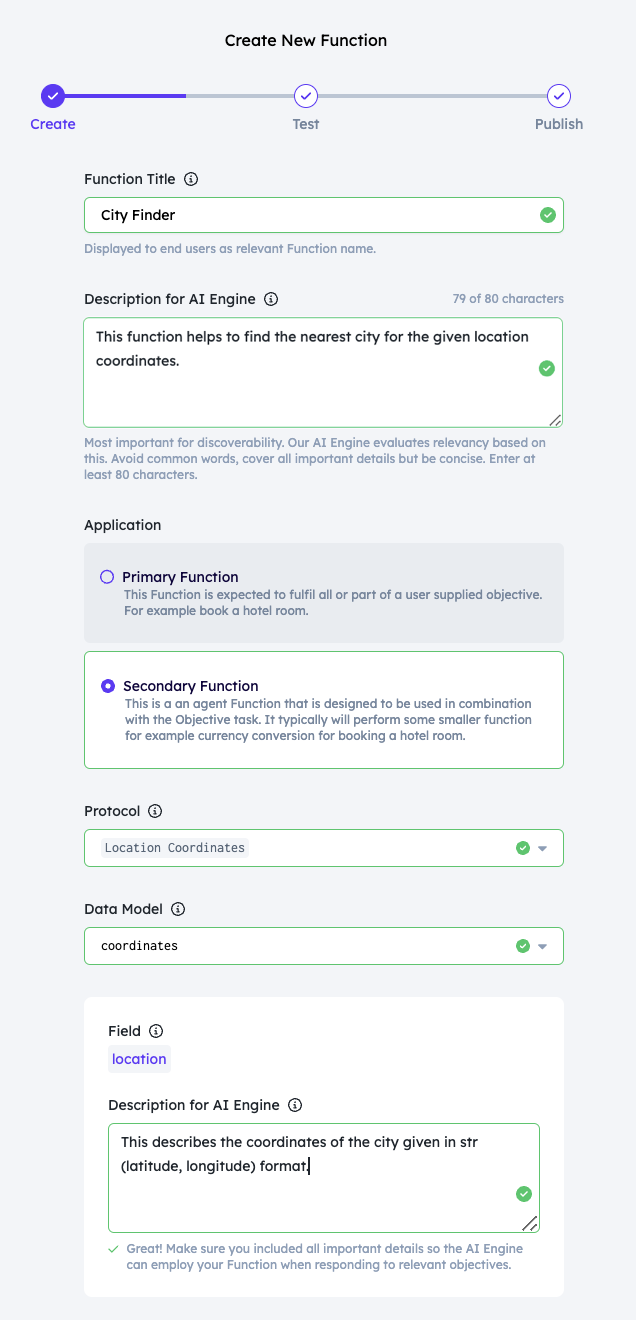 Create New Function
Create
Test
Publish
Function Title
City Finder
Displayed to end users as relevant Function name.
Description for AI Engine
79 of 80 characters
This function helps to find the nearest city for the given location
coordinates.
Most important for discoverability. Our AI Engine evaluates relevancy based on
this. Avoid common words, cover all important details but be concise. Enter at
least 80 characters.
Application
Primary Function
This Function is expected to fulfil all or part of a user supplied objective.
For example book a hotel room.
Secondary Function
This is a an agent Function that is designed to be used in combination
with the Objective task. It typically will perform some smaller function
for example currency conversion for booking a hotel room.
Protocol
Location Coordinates
Data Model
coordinates
Field
location
Description for AI Engine
This describes the coordinates of the city given in str
(latitude, longitude) format.
Great! Make sure you included all important details so the AI Engine
can employ your Function when responding to relevant objectives.